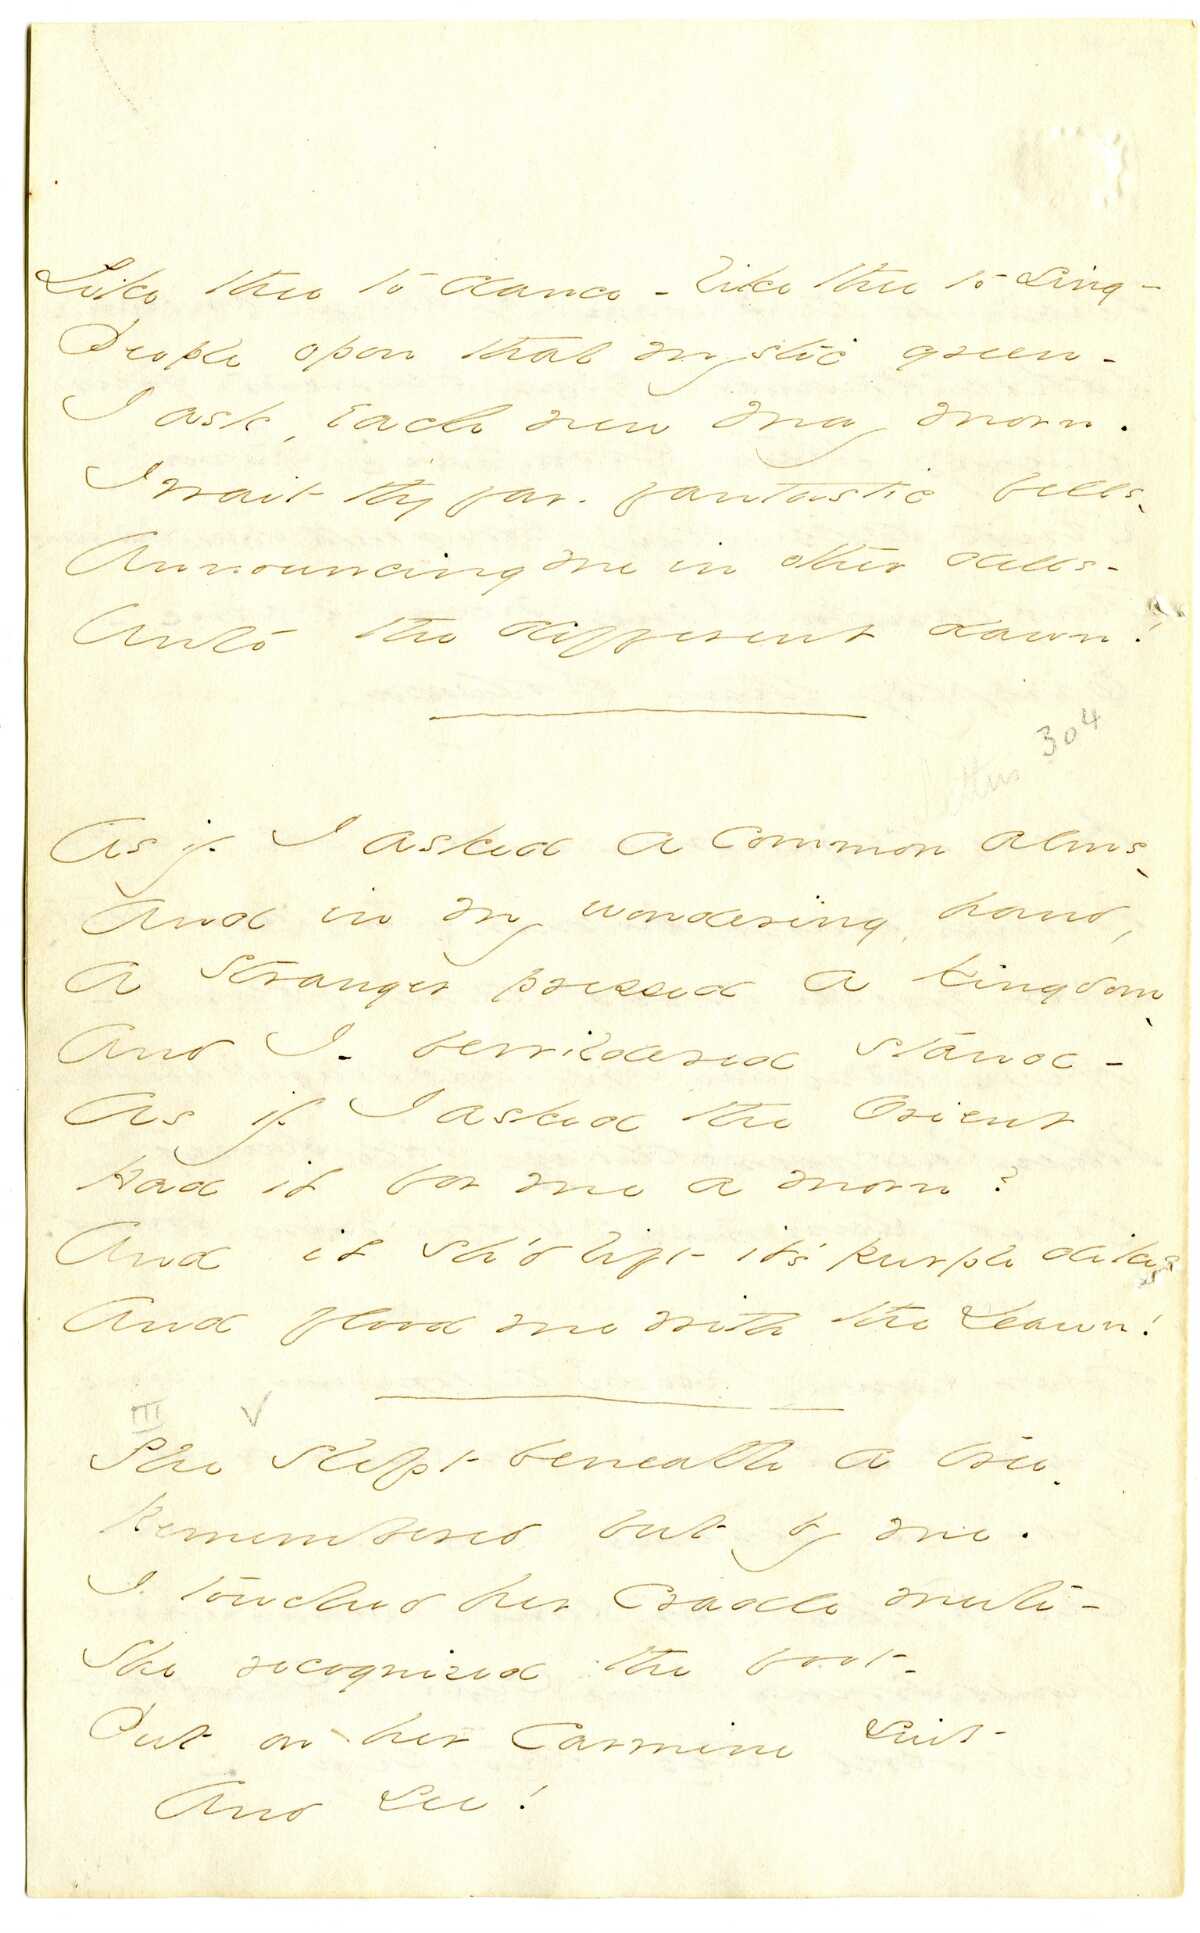 Like thee to dance - like thee to sing -
People opon that mystic green -
I ask, Each new May morn.
I wait thy far - fantastic bells,
Announcing me in other dells -
Unto the different dawn!
Letters 304
As if I asked a common alms,
And in my wondering hand,
A Stranger pressed a kingdom
And I - bewildered stand -
As if I asked the Orient
Had it for me a morn?
And it sh'd lift it's purple dikes
And flood me with the Dawn!
III ✓
She slept beneath a tree,
Remembered but by me.
I touched her Cradle mute -
She recognized the foot -
Put on her Carmine suit
And see!